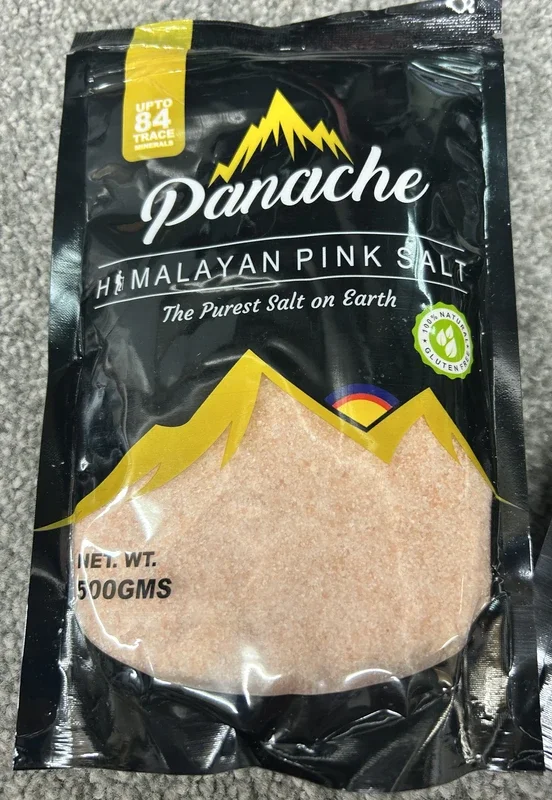 UPTO
84
TRACE
MINERALS
Panache
HIMALAYAN PINK SALT
The Purest Salt on Earth
100% NATURAL
GLUTEN FREE
NET. WT.
500GMS